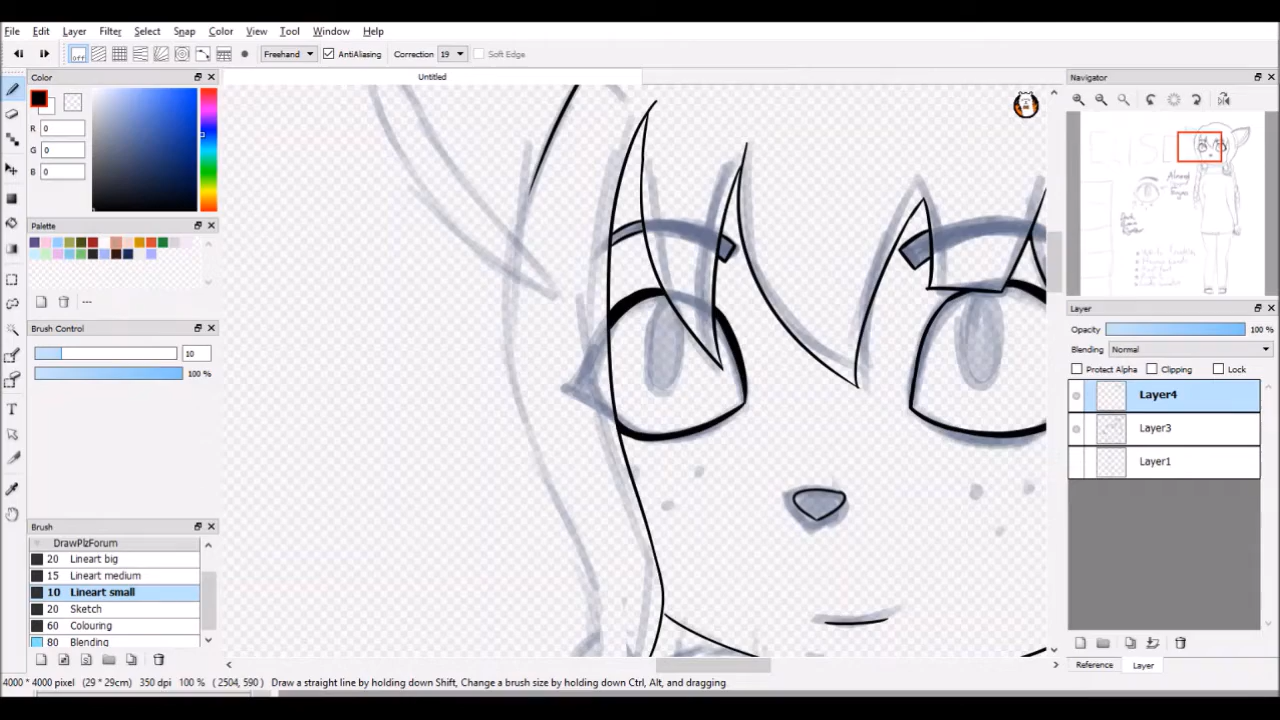 File Edit Layer Filter Select Snap Color View Tool Window Help
off Freehand AntiAliasing Correction 19 Soft Edge
Color Untitled Navigator
R 0
G 0
B 0
Palette
Brush Control
10
100 %
Layer
Opacity 100 %
Blending Normal
Protect Alpha Clipping Lock
Layer4
Layer3
Layer1
Brush
DrawPlzForum
20 Lineart big
15 Lineart medium
10 Lineart small
20 Sketch
60 Colouring
80 Blending
Reference Layer
4000 * 4000 pixel (29 * 29cm) 350 dpi 100 % ( 2504, 590 ) Draw a straight line by holding down Shift, Change a brush size by holding down Ctrl, Alt, and dragging.